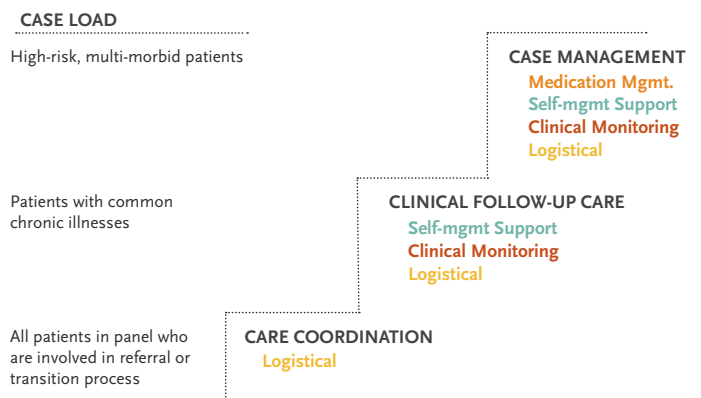 CASE LOAD
High-risk, multi-morbid patients
CASE MANAGEMENT
Medication Mgmt.
Self-mgmt Support
Clinical Monitoring
Logistical
Patients with common
chronic illnesses
CLINICAL FOLLOW-UP CARE
Self-mgmt Support
Clinical Monitoring
Logistical
All patients in panel who
are involved in referral or
transition process
CARE COORDINATION
Logistical